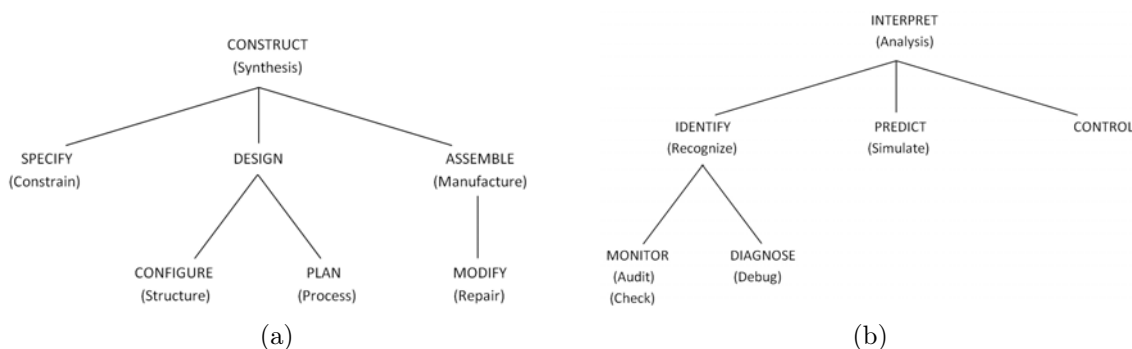 CONSTRUCT
(Synthesis)
SPECIFY
(Constrain)
DESIGN
ASSEMBLE
(Manufacture)
CONFIGURE
(Structure)
PLAN
(Process)
MODIFY
(Repair)
(a)
INTERPRET
(Analysis)
IDENTIFY
(Recognize)
PREDICT
(Simulate)
CONTROL
MONITOR
(Audit)
(Check)
DIAGNOSE
(Debug)
(b)